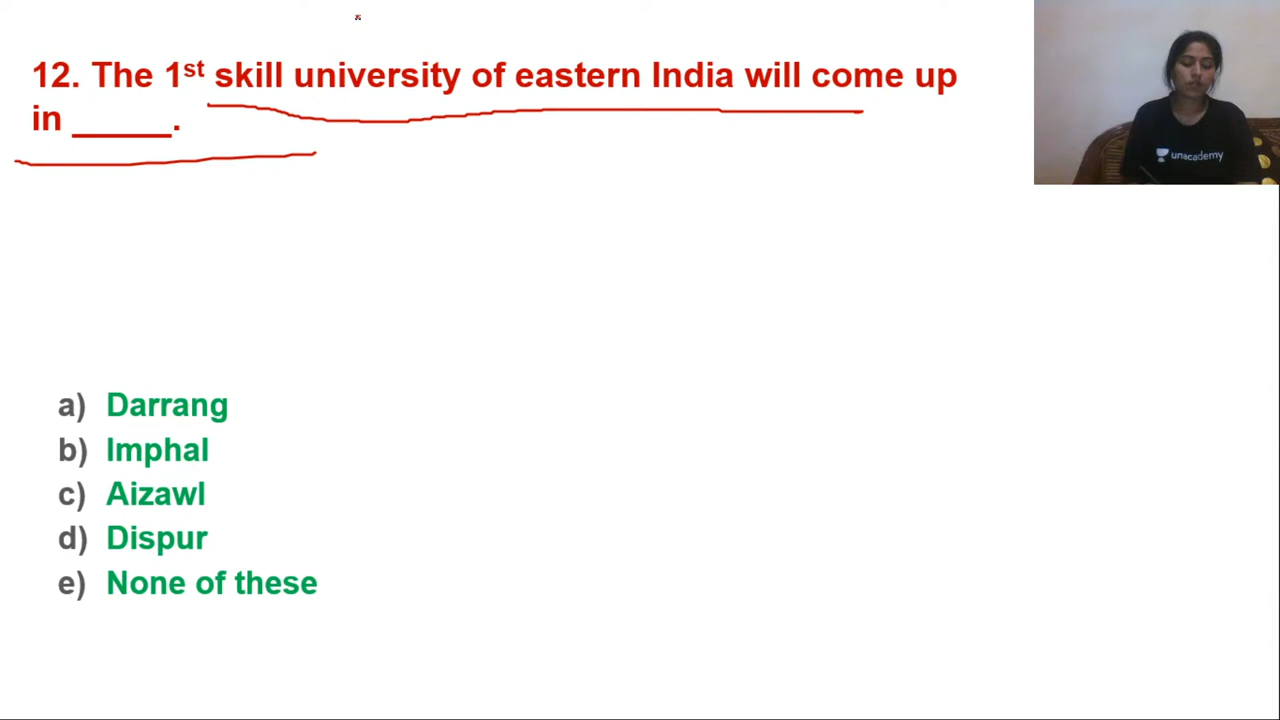 12. The 1st skill university of eastern India will come up
in _____.
unacademy
a) Darrang
b) Imphal
c) Aizawl
d) Dispur
e) None of these